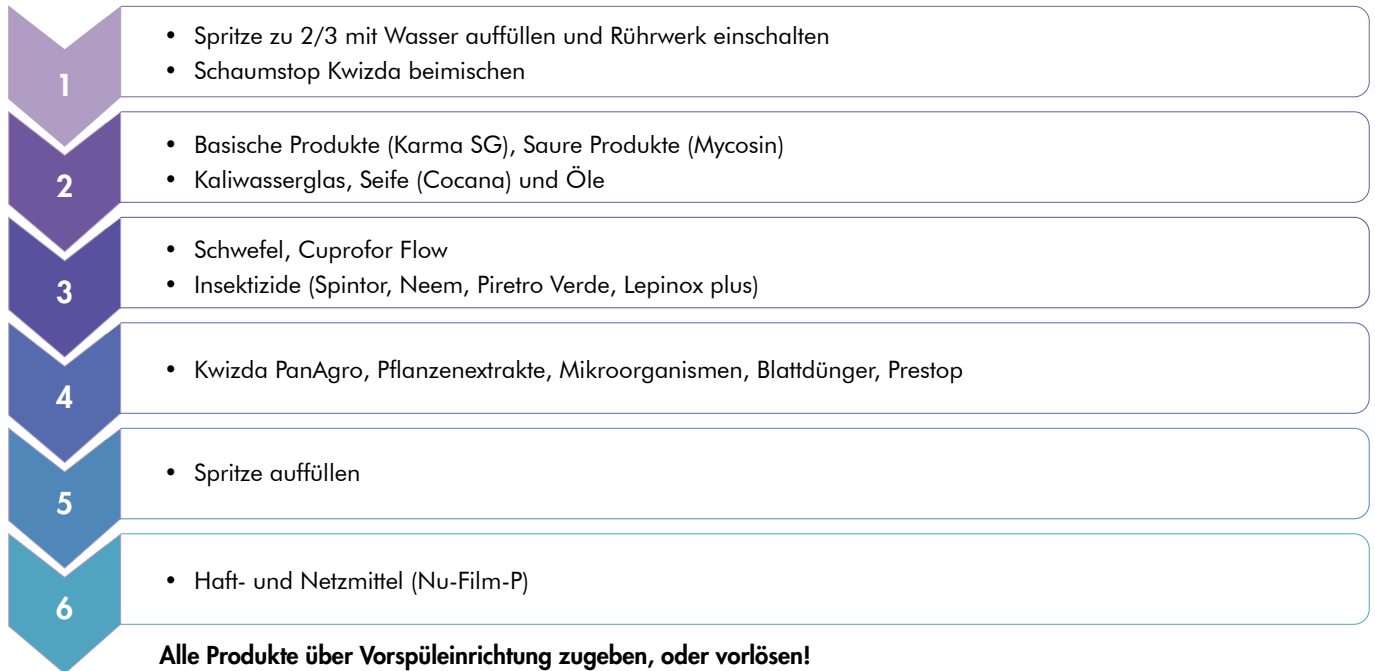 1
• Spritze zu 2/3 mit Wasser auffüllen und Rührwerk einschalten
• Schaumstop Kwizda beimischen
2
• Basische Produkte (Karma SG), Saure Produkte (Mycosin)
• Kaliwasserglas, Seife (Cocana) und Öle
3
• Schwefel, Cuprofor Flow
• Insektizide (Spintor, Neem, Piretro Verde, Lepinox plus)
4
• Kwizda PanAgro, Pflanzenextrakte, Mikroorganismen, Blattdünger, Prestop
5
• Spritze auffüllen
6
• Haft- und Netzmittel (Nu-Film-P)
Alle Produkte über Vorspüleinrichtung zugeben, oder vorlösen!